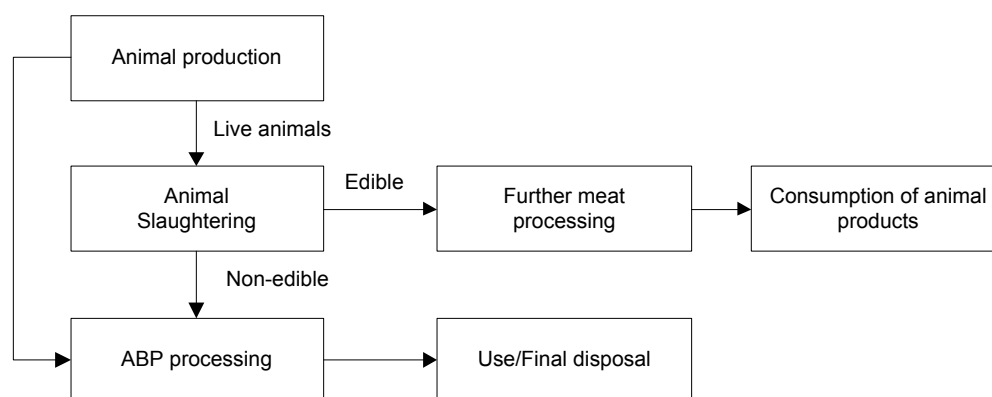 Animal production
Live animals
Animal
Slaughtering
Edible
Further meat
processing
Consumption of animal
products
Non-edible
ABP processing
Use/Final disposal